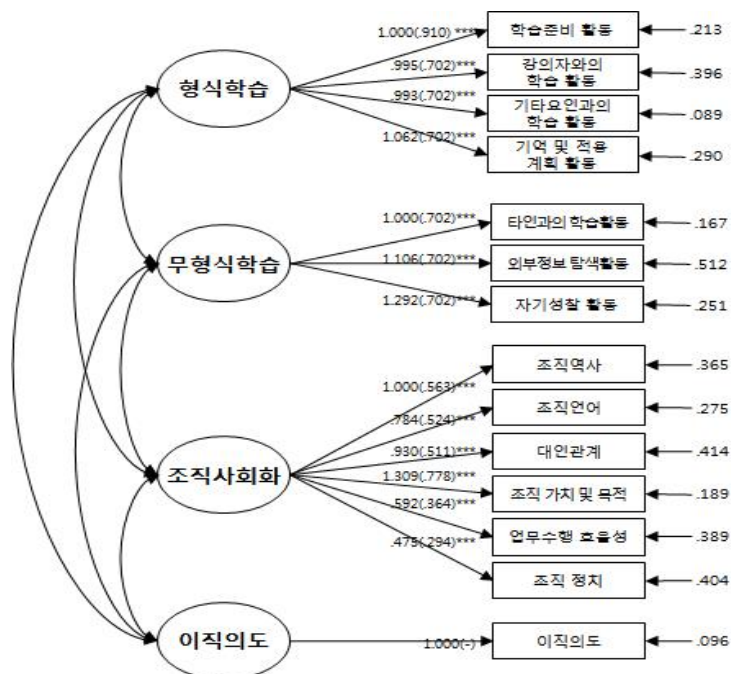 형식학습
1.000(.910) ***
학습준비 활동
.213
.995(.702)***
강의자와의
학습 활동
.396
.993(.702)***
기타요인과의
학습 활동
.089
1.062(.702)***
기억 및 적용
계획 활동
.290
무형식학습
1.000(.702)***
타인과의 학습활동
.167
1.106(.702)***
외부정보 탐색활동
.512
1.292(.702)***
자기성찰 활동
.251
조직사회화
1.000(.563)***
조직역사
.365
.784(.524)***
조직언어
.275
.930(.511)***
대인관계
.414
1.309(.778)***
조직 가치 및 목적
.189
.592(.364)***
업무수행 효율성
.389
.475(.294)***
조직 정치
.404
이직의도
1.000(-)
이직의도
.096